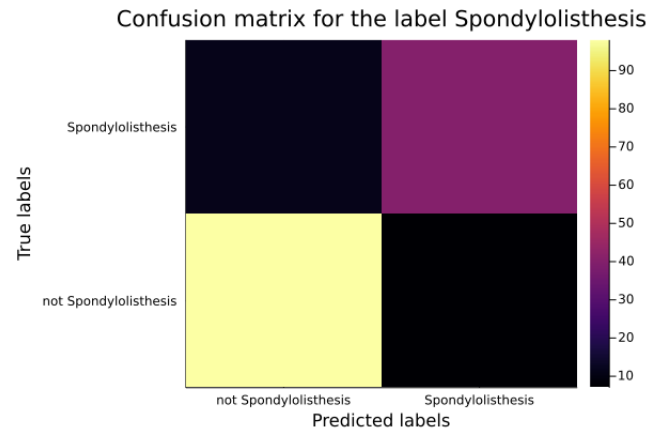 Confusion matrix for the label Spondylolisthesis
True labels
Spondylolisthesis
not Spondylolisthesis
not Spondylolisthesis
Spondylolisthesis
Predicted labels
90
80
70
60
50
40
30
20
10